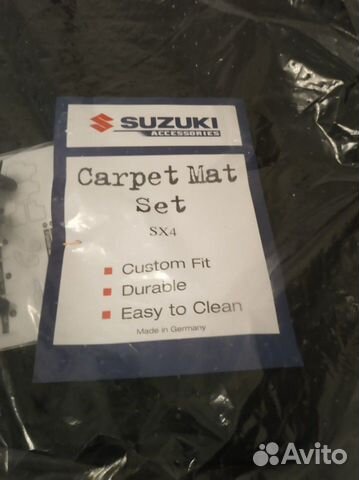 SUZUKI
ACCESSORIES
Carpet Mat
Set
SX4
Custom Fit
Durable
Easy to Clean
Made in Germany
Avito